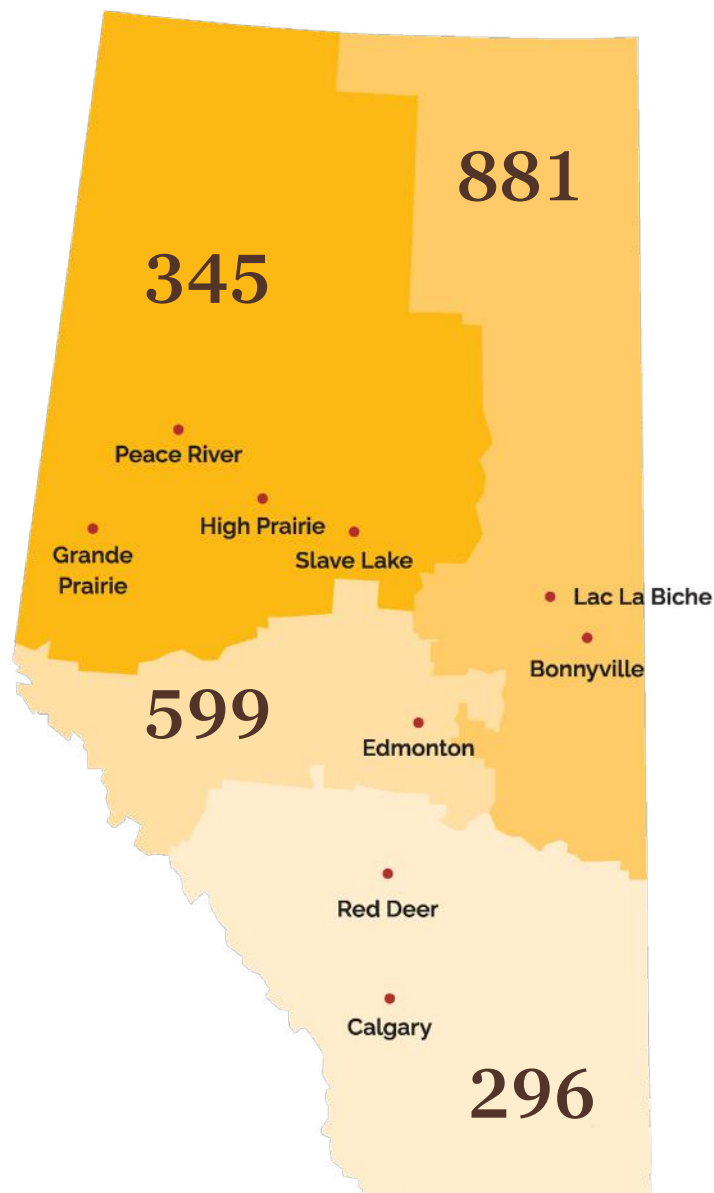 881
345
Peace River
High Prairie
Slave Lake
Grande
Prairie
Lac La Biche
Bonnyville
599
Edmonton
Red Deer
Calgary
296